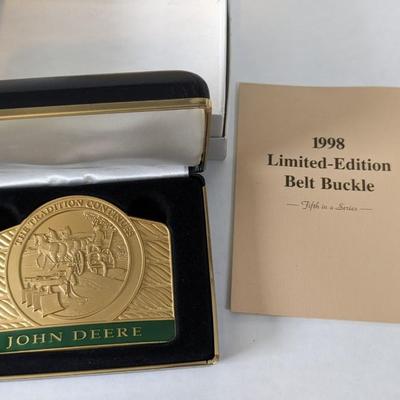 THE TRADITION CONTINUES
JOHN DEERE
1998
Limited-Edition
Belt Buckle
— Fifth in a Series —